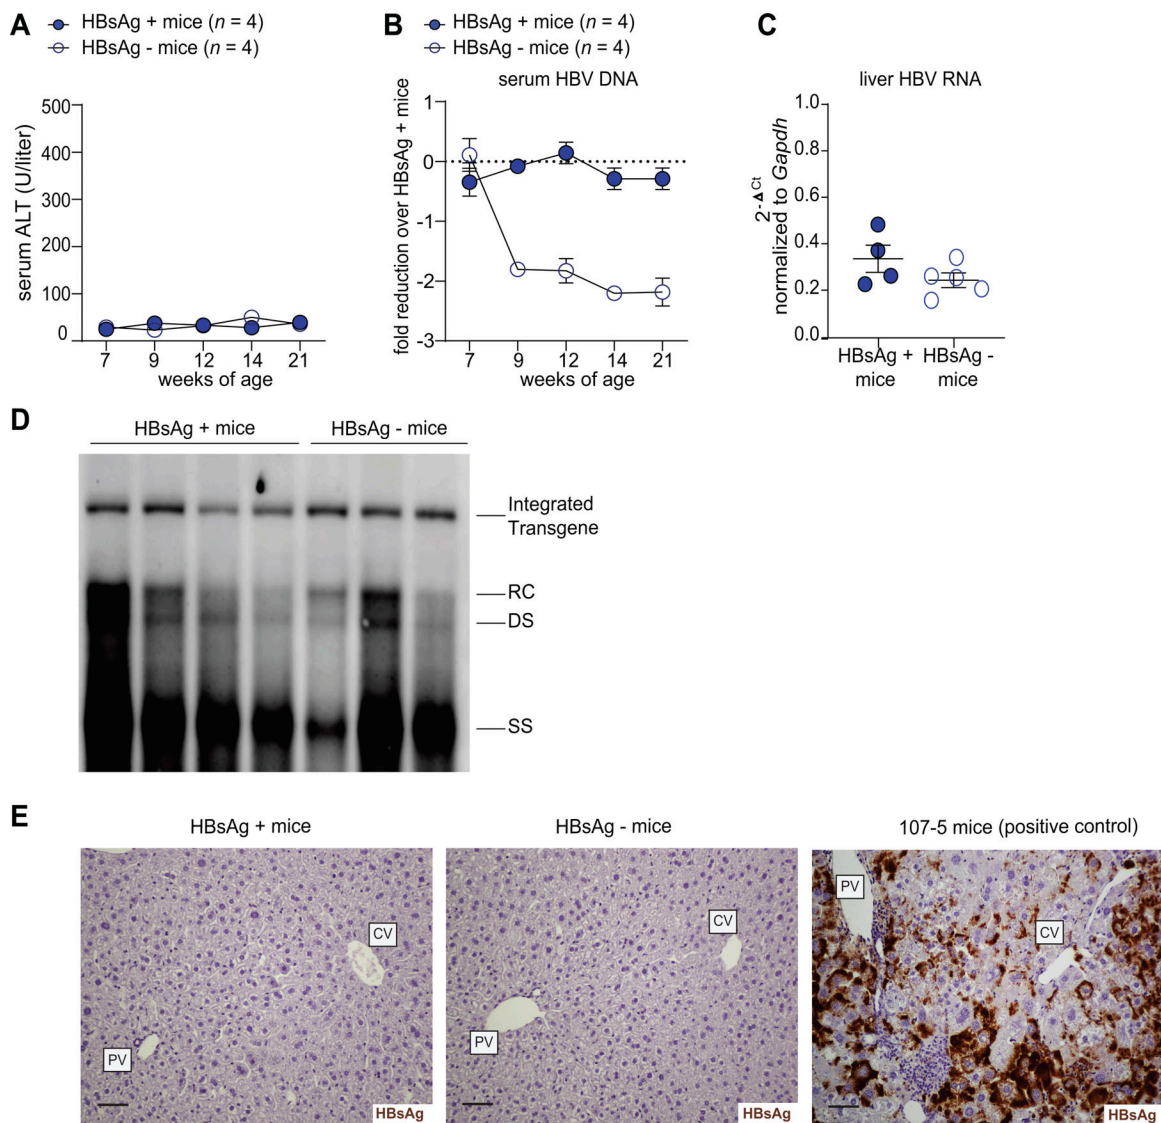 A
HBsAg + mice (n = 4)
HBsAg - mice (n = 4)
serum ALT (U/liter)
500
400
300
200
100
0
7 9 12 14 21
weeks of age
B
HBsAg + mice (n = 4)
HBsAg - mice (n = 4)
serum HBV DNA
fold reduction over HBsAg + mice
1
0
-1
-2
-3
7 9 12 14 21
weeks of age
C
liver HBV RNA
2-ΔCt
normalized to Gapdh
1.0
0.8
0.6
0.4
0.2
0.0
HBsAg + mice
HBsAg - mice
D
HBsAg + mice HBsAg - mice
Integrated
Transgene
RC
DS
SS
E
HBsAg + mice
CV
PV
HBsAg
HBsAg - mice
CV
PV
HBsAg
107-5 mice (positive control)
PV
CV
HBsAg